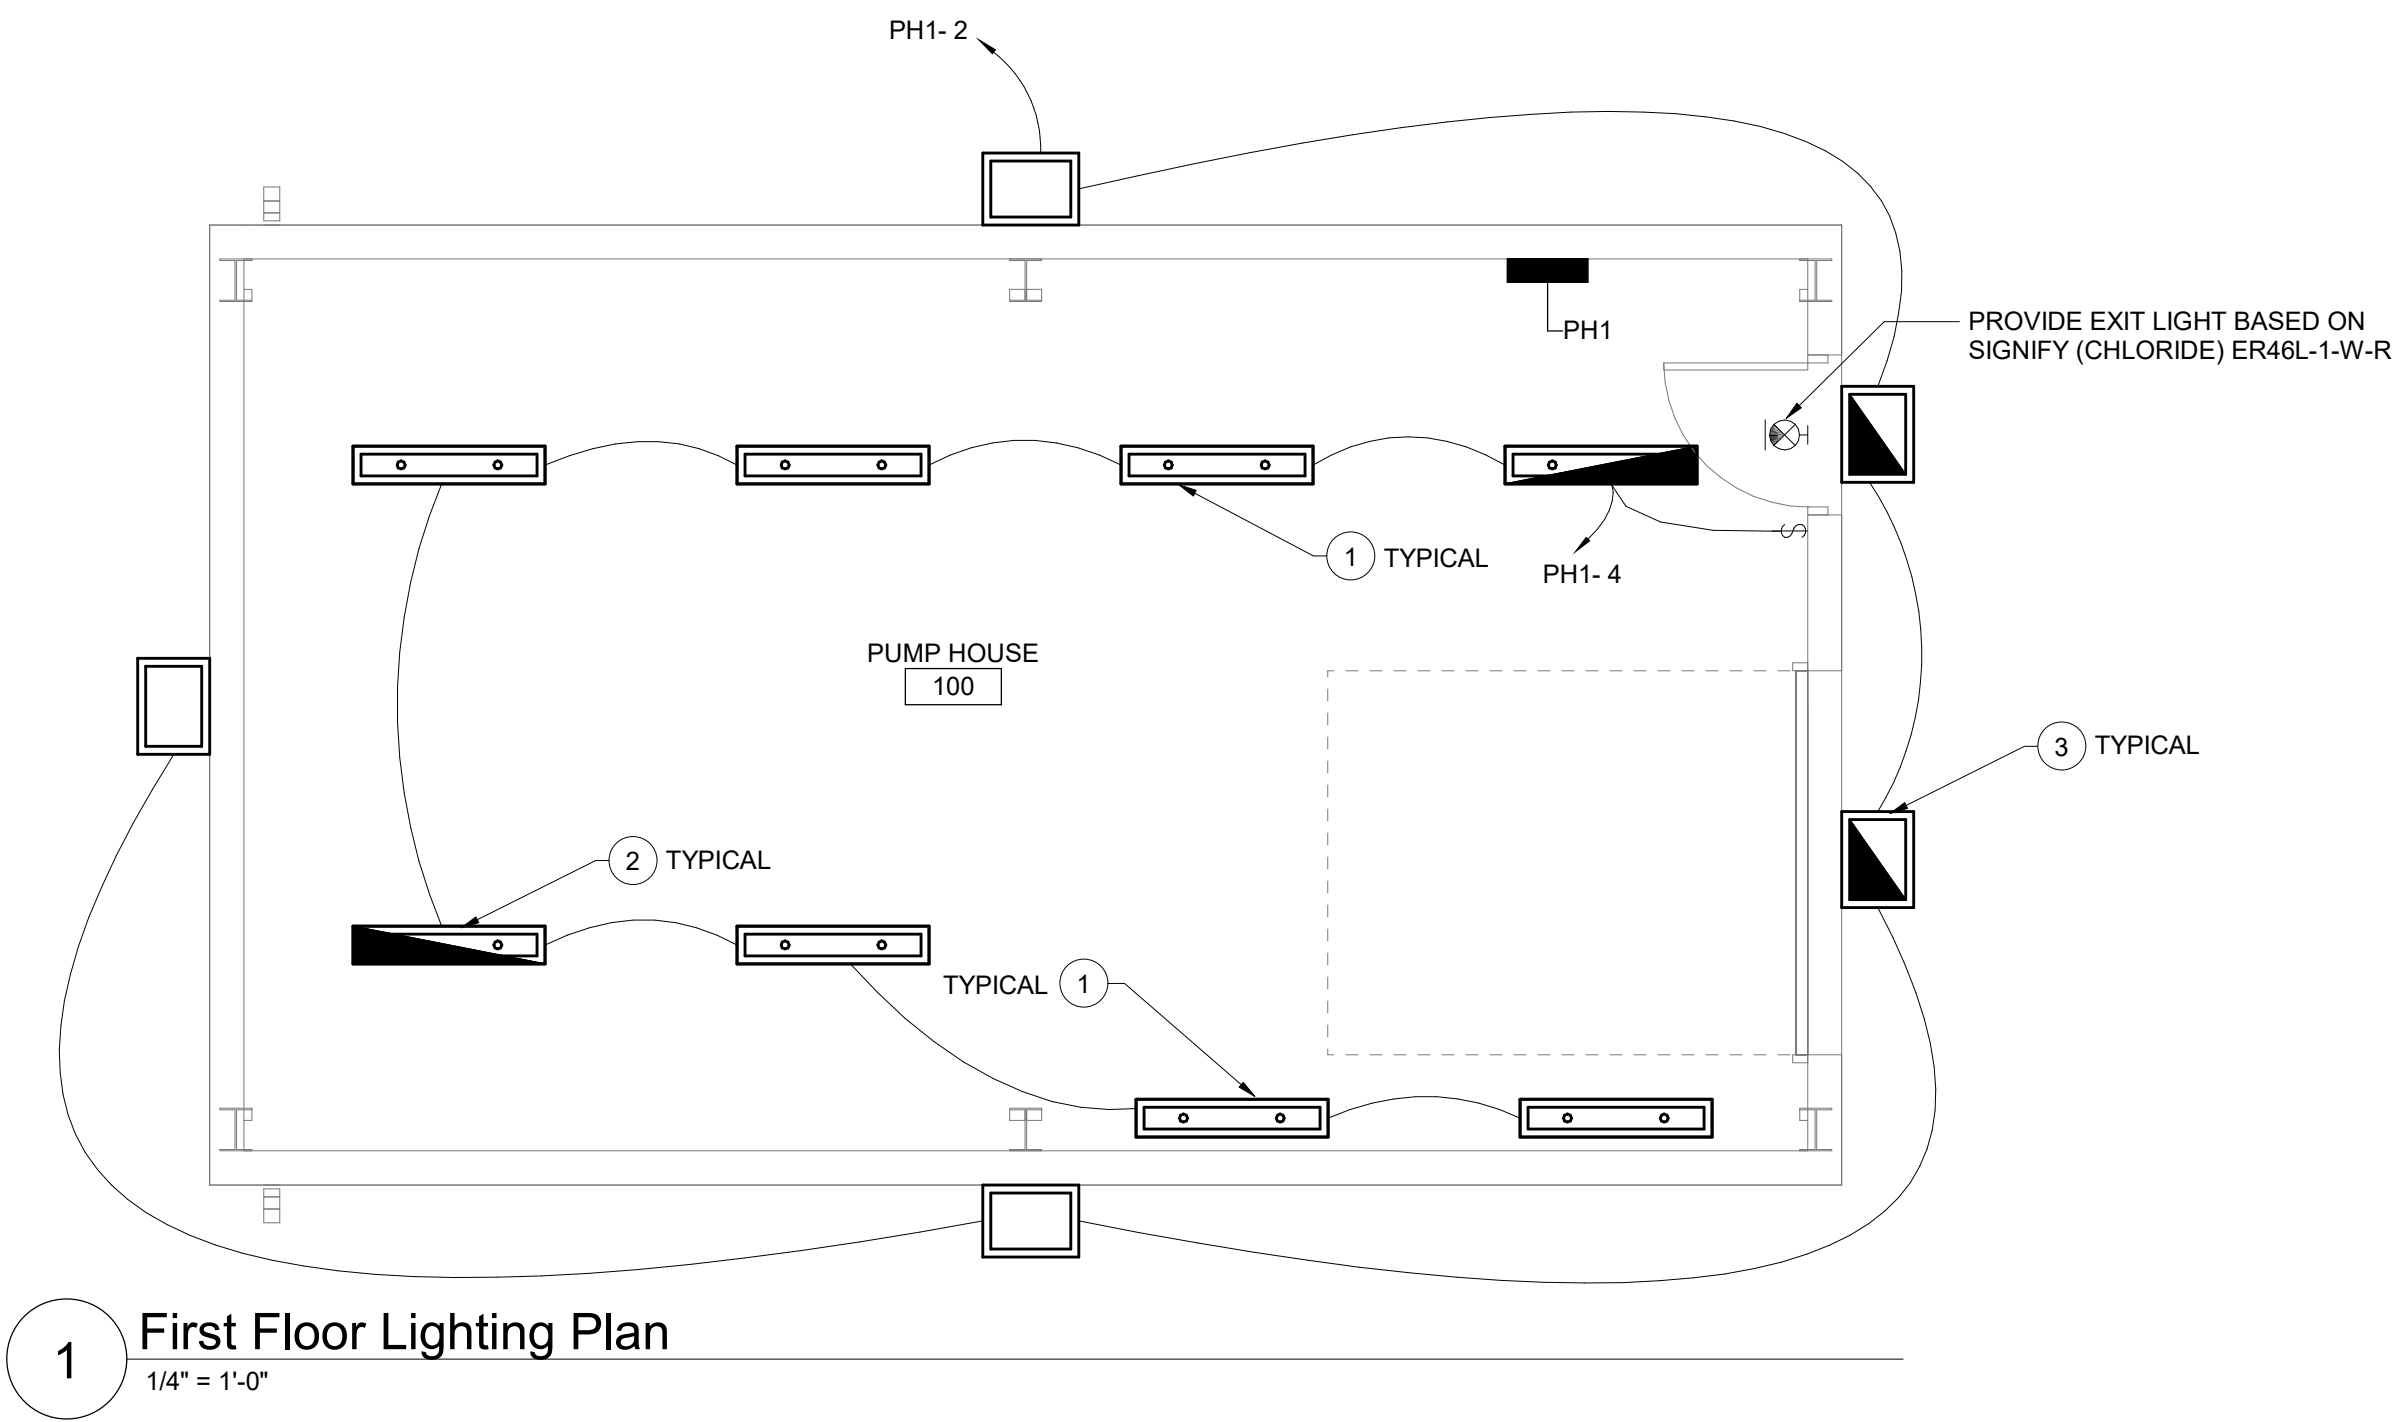 PH1- 2
PROVIDE EXIT LIGHT BASED ON
SIGNIFY (CHLORIDE) ER46L-1-W-R
PH1
$
1 TYPICAL
PH1- 4
PUMP HOUSE
100
3 TYPICAL
2 TYPICAL
TYPICAL 1
1 First Floor Lighting Plan
1/4" = 1'-0"